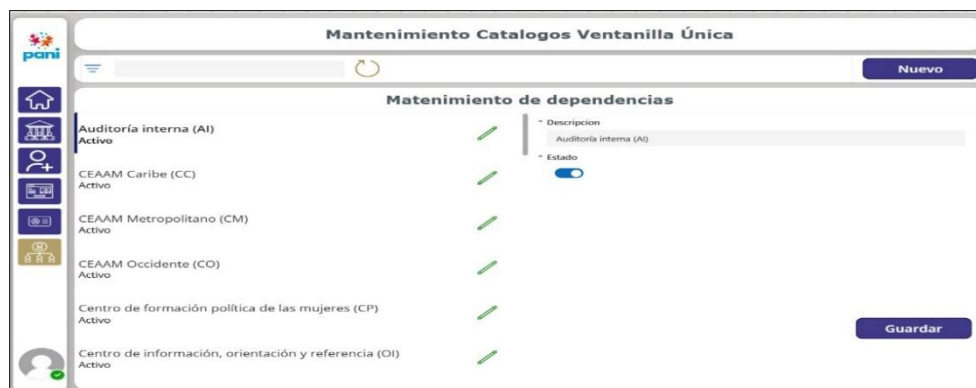 pani
Mantenimiento Catalogos Ventanilla Única
Nuevo
Matenimiento de dependencias
Auditoría interna (AI)
Activo
CEAAM Caribe (CC)
Activo
CEAAM Metropolitano (CM)
Activo
CEAAM Occidente (CO)
Activo
Centro de formación política de las mujeres (CP)
Activo
Centro de información, orientación y referencia (OI)
Activo
* Descripcion
Auditoría interna (AI)
* Estado
Guardar